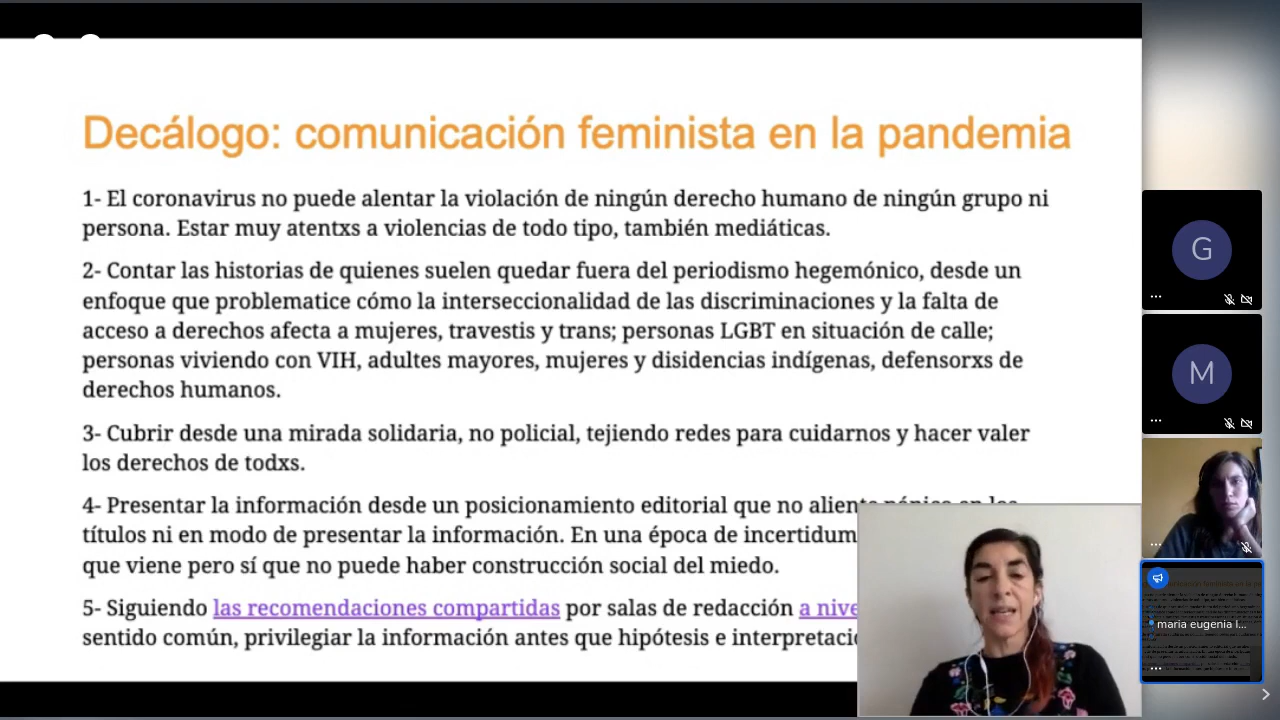 Decálogo: comunicación feminista en la pandemia
1- El coronavirus no puede alentar la violación de ningún derecho humano de ningún grupo ni
persona. Estar muy atentxs a violencias de todo tipo, también mediáticas.
2- Contar las historias de quienes suelen quedar fuera del periodismo hegemónico, desde un
enfoque que problematice cómo la interseccionalidad de las discriminaciones y la falta de
acceso a derechos afecta a mujeres, travestis y trans; personas LGBT en situación de calle;
personas viviendo con VIH, adultes mayores, mujeres y disidencias indígenas, defensorxs de
derechos humanos.
3- Cubrir desde una mirada solidaria, no policial, tejiendo redes para cuidarnos y hacer valer
los derechos de todxs.
4- Presentar la información desde un posicionamiento editorial que no aliente pánico en los
títulos ni en modo de presentar la información. En una época de incertidum
que viene pero sí que no puede haber construcción social del miedo.
5- Siguiendo las recomendaciones compartidas por salas de redacción a nive
sentido común, privilegiar la información antes que hipótesis e interpretacio
G
M
maria eugenia l...